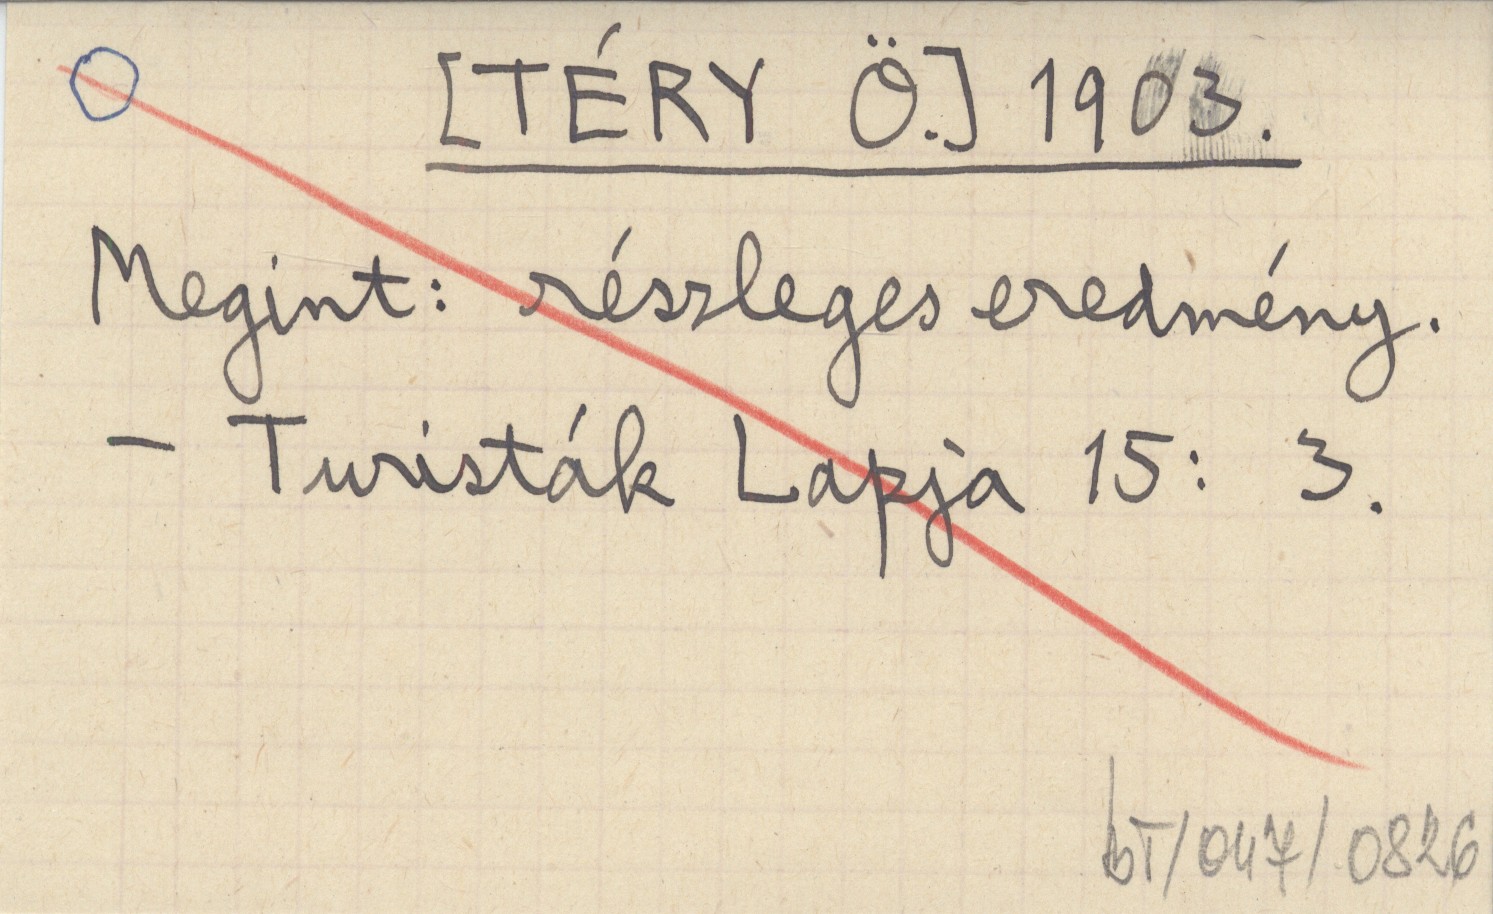 [TÉRY Ö.] 1903.
Megint: részleges eredmény.
– Turisták Lapja 15: 3.
bT/047/0826